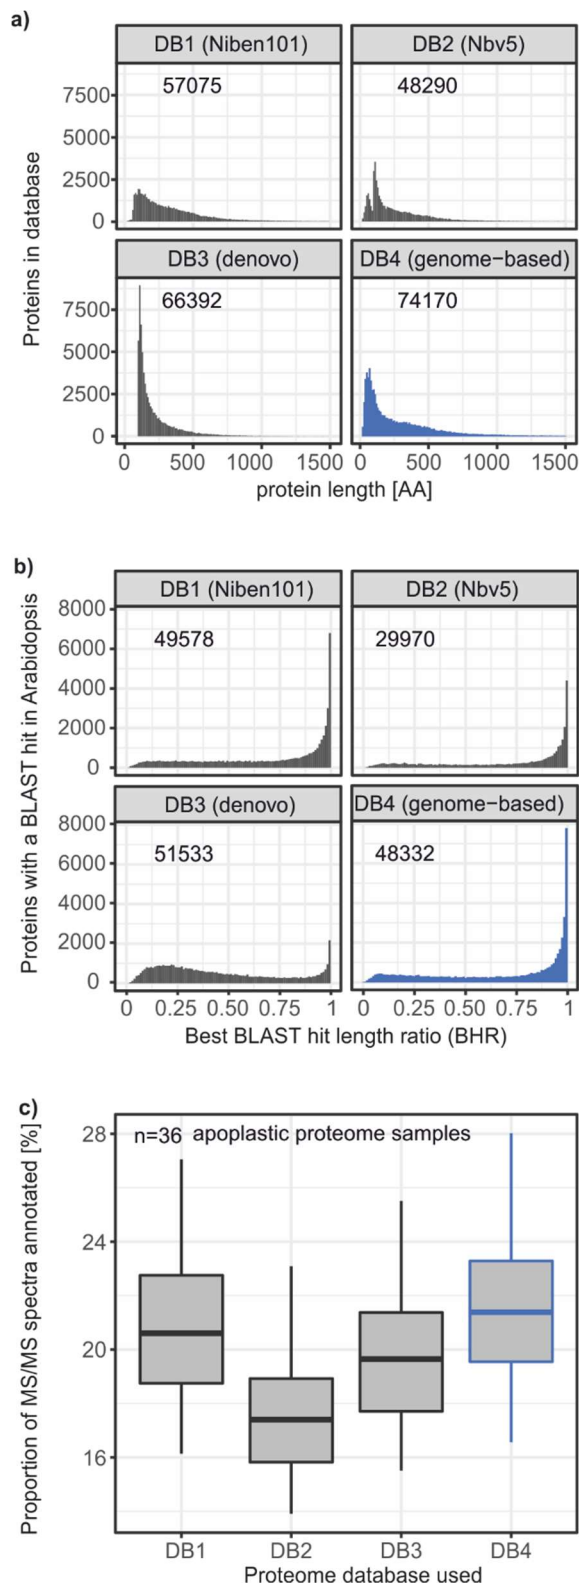 a)
DB1 (Niben101)
DB2 (Nbv5)
57075
48290
7500
5000
2500
0
DB3 (denovo)
DB4 (genome−based)
66392
74170
7500
5000
2500
0
Proteins in database
0 500 1000 1500 0 500 1000 1500
protein length [AA]
b)
DB1 (Niben101)
DB2 (Nbv5)
49578
29970
8000
6000
4000
2000
0
DB3 (denovo)
DB4 (genome−based)
51533
48332
8000
6000
4000
2000
0
Proteins with a BLAST hit in Arabidopsis
0 0.25 0.50 0.75 1 0 0.25 0.50 0.75 1
Best BLAST hit length ratio (BHR)
c)
n=36 apoplastic proteome samples
28
24
20
16
Proportion of MS/MS spectra annotated [%]
DB1 DB2 DB3 DB4
Proteome database used